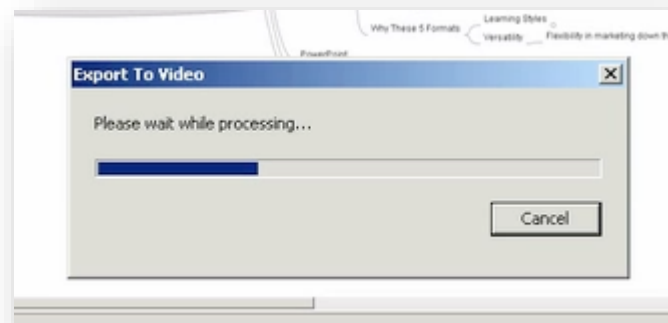 Learning Styles
Why These 5 Formats
Versatility
Flexibility in marketing down th
PowerPoint
Export To Video
Please wait while processing...
Cancel